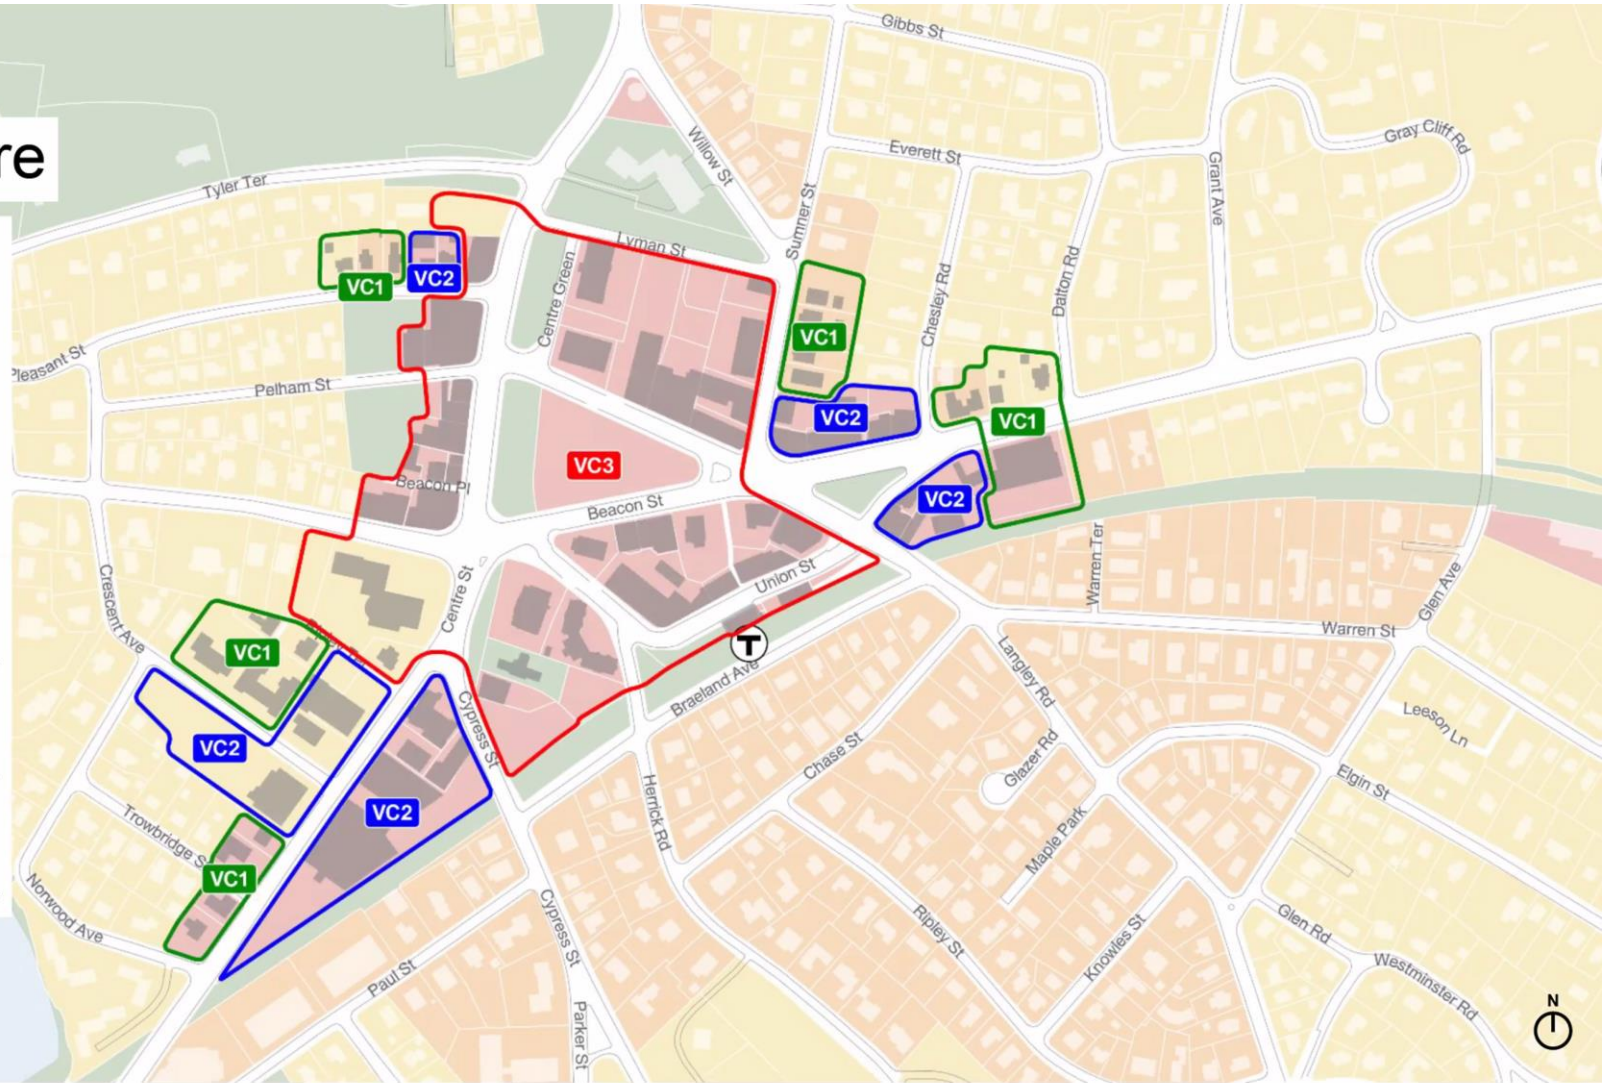 re
Gibbs St
Gray Cliff Rd
Willow St
Everett St
Grant Ave
Tyler Ter
Sumner St
Lyman St
VC1
VC2
Centre Green
Chesley Rd
Dalton Rd
VC1
Pleasant St
Pelham St
VC2
VC1
VC3
Beacon Pl
VC2
Beacon St
Warren Ter
Union St
Glen Ave
Crescent Ave
Centre St
VC1
T
Warren St
Braeland Ave
Langley Rd
Cypress St
VC2
Leeson Ln
Chase St
Glazer Rd
Elgin St
VC2
Herrick Rd
Maple Park
Trowbridge S
VC1
Norwood Ave
Cypress St
Ripley St
Knowles St
Glen Rd
Paul St
Westminster Rd
Parker St
N